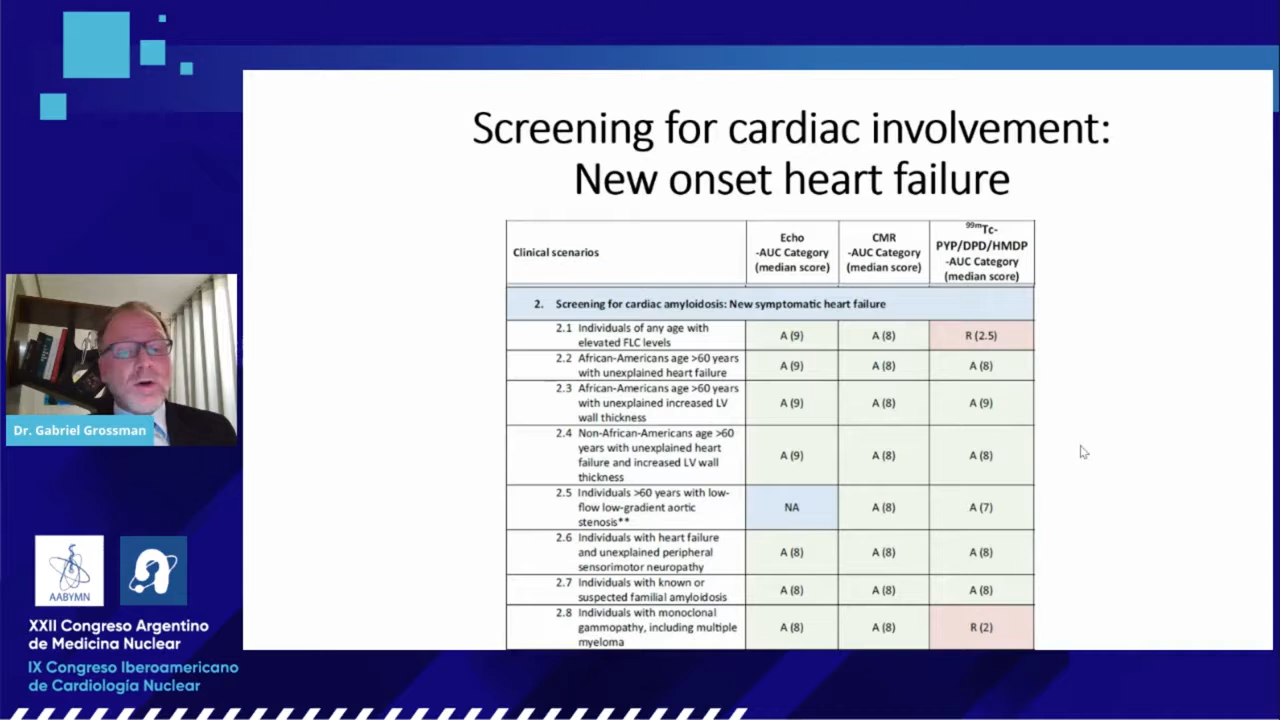 Screening for cardiac involvement:
New onset heart failure
Clinical scenarios
Echo
-AUC Category
(median score)
CMR
-AUC Category
(median score)
99mTc-
PYP/DPD/HMDP
-AUC Category
(median score)
2. Screening for cardiac amyloidosis: New symptomatic heart failure
2.1 Individuals of any age with
elevated FLC levels
A (9)
A (8)
R (2.5)
2.2 African-Americans age >60 years
with unexplained heart failure
A (9)
A (8)
A (8)
2.3 African-Americans age >60 years
with unexplained increased LV
wall thickness
A (9)
A (8)
A (9)
2.4 Non-African-Americans age >60
years with unexplained heart
failure and increased LV wall
thickness
A (9)
A (8)
A (8)
2.5 Individuals >60 years with low-
flow low-gradient aortic
stenosis**
NA
A (8)
A (7)
2.6 Individuals with heart failure
and unexplained peripheral
sensorimotor neuropathy
A (8)
A (8)
A (8)
2.7 Individuals with known or
suspected familial amyloidosis
A (8)
A (8)
A (8)
2.8 Individuals with monoclonal
gammopathy, including multiple
myeloma
A (8)
A (8)
R (2)
Dr. Gabriel Grossman
AABYMN
XXII Congreso Argentino
de Medicina Nuclear
IX Congreso Iberoamericano
de Cardiología Nuclear